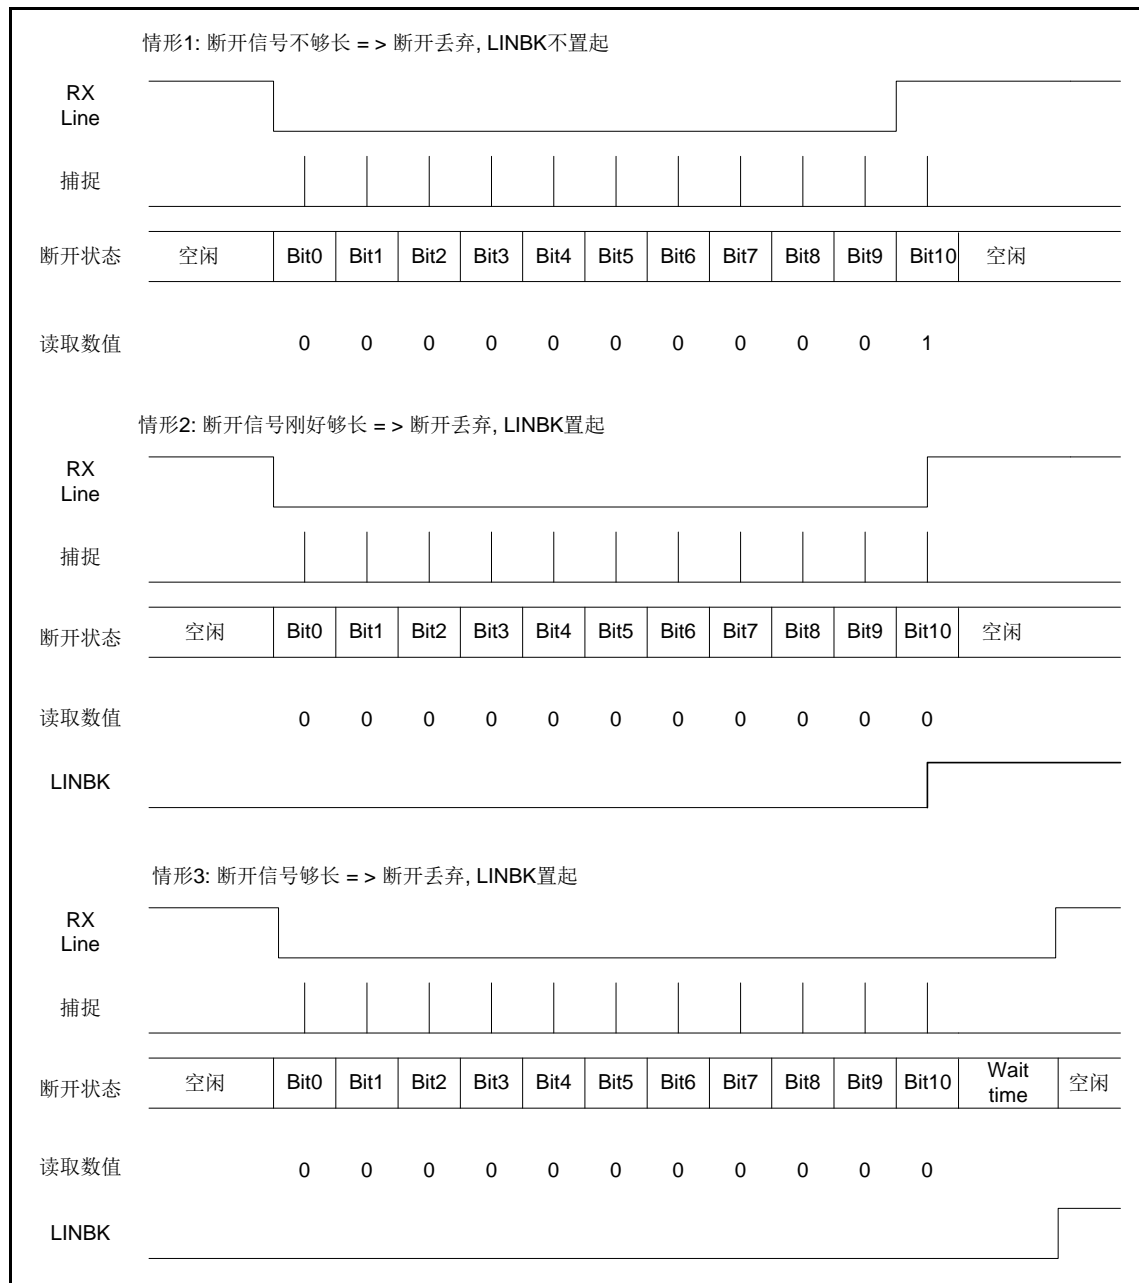 情形1: 断开信号不够长 = > 断开丢弃, LINBK不置起
RX
Line
捕捉
断开状态 空闲 Bit0 Bit1 Bit2 Bit3 Bit4 Bit5 Bit6 Bit7 Bit8 Bit9 Bit10 空闲
读取数值 0 0 0 0 0 0 0 0 0 0 1
情形2: 断开信号刚好够长 = > 断开丢弃, LINBK置起
RX
Line
捕捉
断开状态 空闲 Bit0 Bit1 Bit2 Bit3 Bit4 Bit5 Bit6 Bit7 Bit8 Bit9 Bit10 空闲
读取数值 0 0 0 0 0 0 0 0 0 0 0
LINBK
情形3: 断开信号够长 = > 断开丢弃, LINBK置起
RX
Line
捕捉
断开状态 空闲 Bit0 Bit1 Bit2 Bit3 Bit4 Bit5 Bit6 Bit7 Bit8 Bit9 Bit10 Wait time 空闲
读取数值 0 0 0 0 0 0 0 0 0 0 0
LINBK